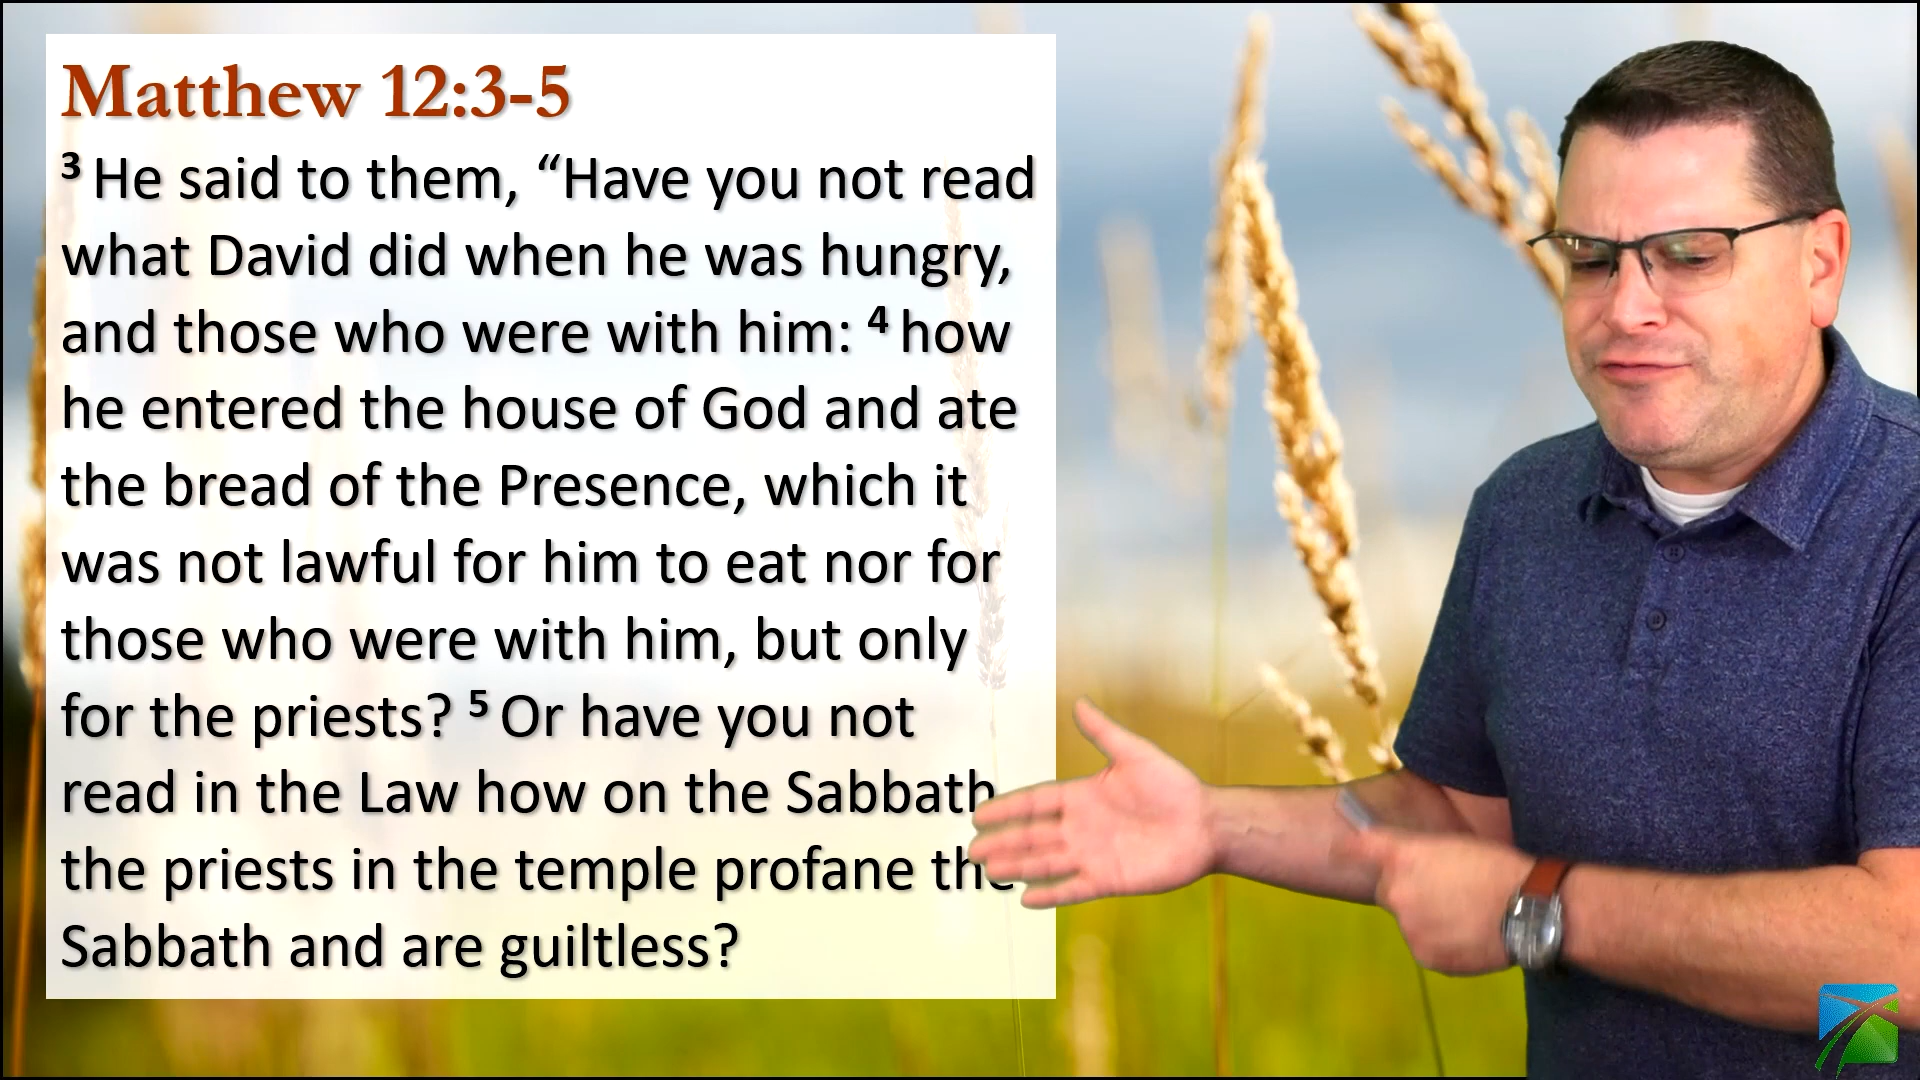 Matthew 12:3-5
³ He said to them, “Have you not read
what David did when he was hungry,
and those who were with him: ⁴ how
he entered the house of God and ate
the bread of the Presence, which it
was not lawful for him to eat nor for
those who were with him, but only
for the priests? ⁵ Or have you not
read in the Law how on the Sabbath
the priests in the temple profane the
Sabbath and are guiltless?